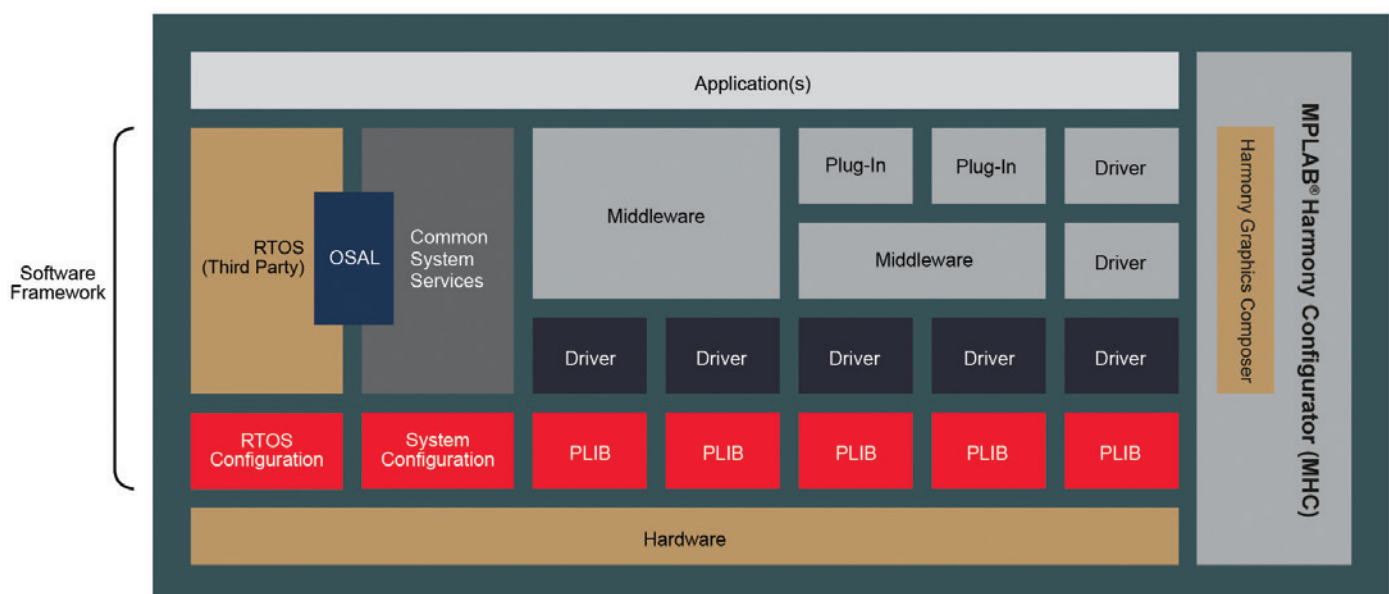 Application(s)
Software
Framework
RTOS
(Third Party)
OSAL
Common
System
Services
Middleware
Plug-In
Plug-In
Driver
Middleware
Driver
Driver
Driver
Driver
Driver
Driver
RTOS
Configuration
System
Configuration
PLIB
PLIB
PLIB
PLIB
PLIB
Hardware
Harmony Graphics Composer
MPLAB® Harmony Configurator (MHC)